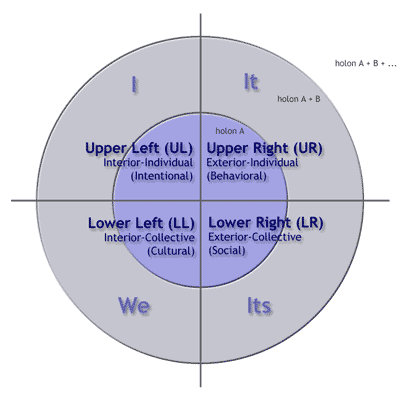 holon A + B + ...
I
It
holon A + B
holon A
Upper Left (UL)
Interior-Individual
(Intentional)
Upper Right (UR)
Exterior-Individual
(Behavioral)
Lower Left (LL)
Interior-Collective
(Cultural)
Lower Right (LR)
Exterior-Collective
(Social)
We
Its